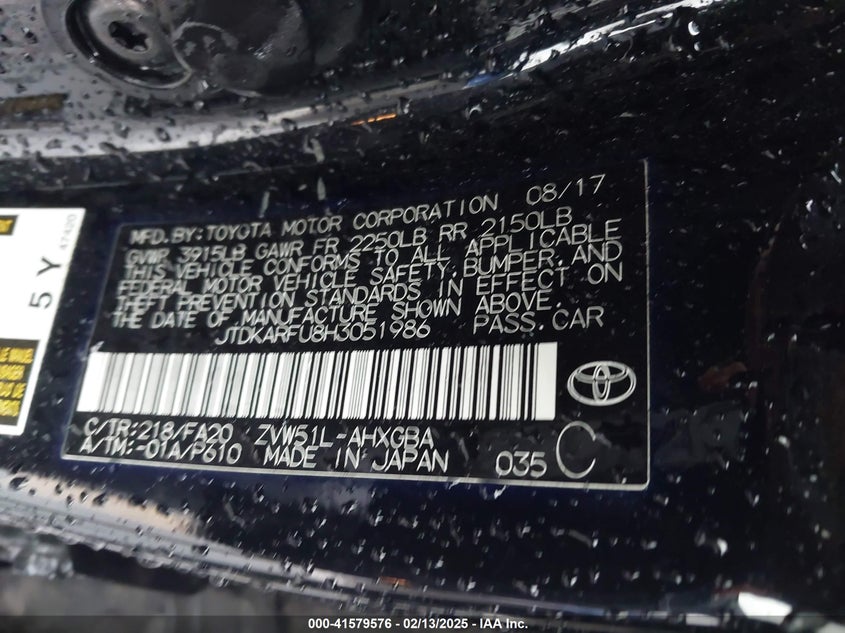 MFD.BY:TOYOTA MOTOR CORPORATION 08/17
GVWR 3915LB GAWR FR 2250LB RR 2150LB
THIS VEHICLE CONFORMS TO ALL APPLICABLE
FEDERAL MOTOR VEHICLE SAFETY,BUMPER,AND
THEFT PREVENTION STANDARDS IN EFFECT ON
THE DATE OF MANUFACTURE SHOWN ABOVE.
JTDKARFU8H3051986 PASS.CAR
C/TR:218/FA20 ZVW51L-AHXGBA
A/TM:-01A/P610 MADE IN JAPAN 035 C
5 Y
47420
000-41579576 - 02/13/2025 - IAA, Inc.